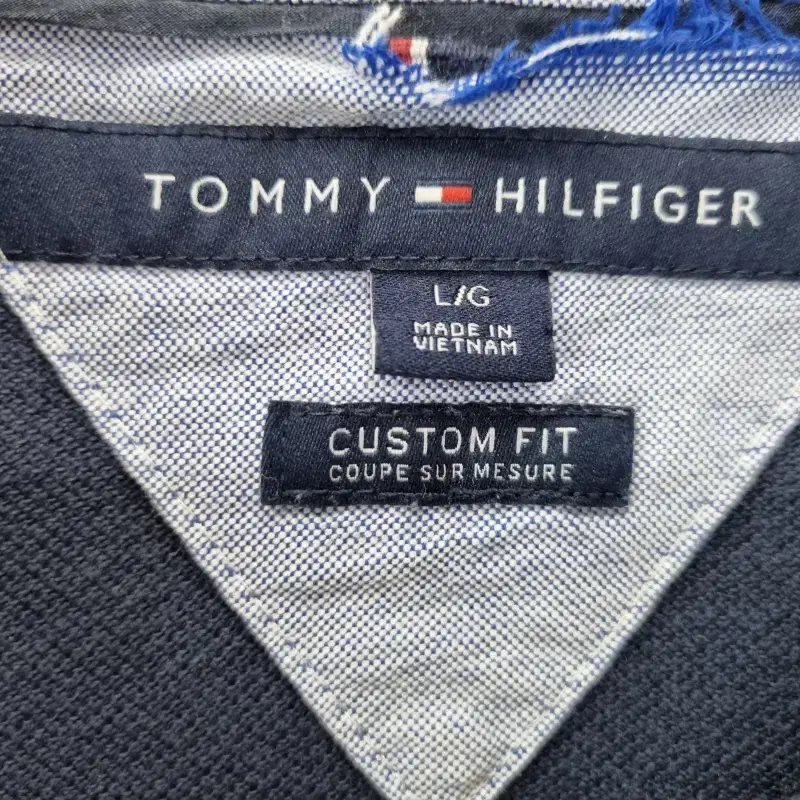 TOMMY HILFIGER
L/G
MADE IN
VIETNAM
CUSTOM FIT
COUPE SUR MESURE